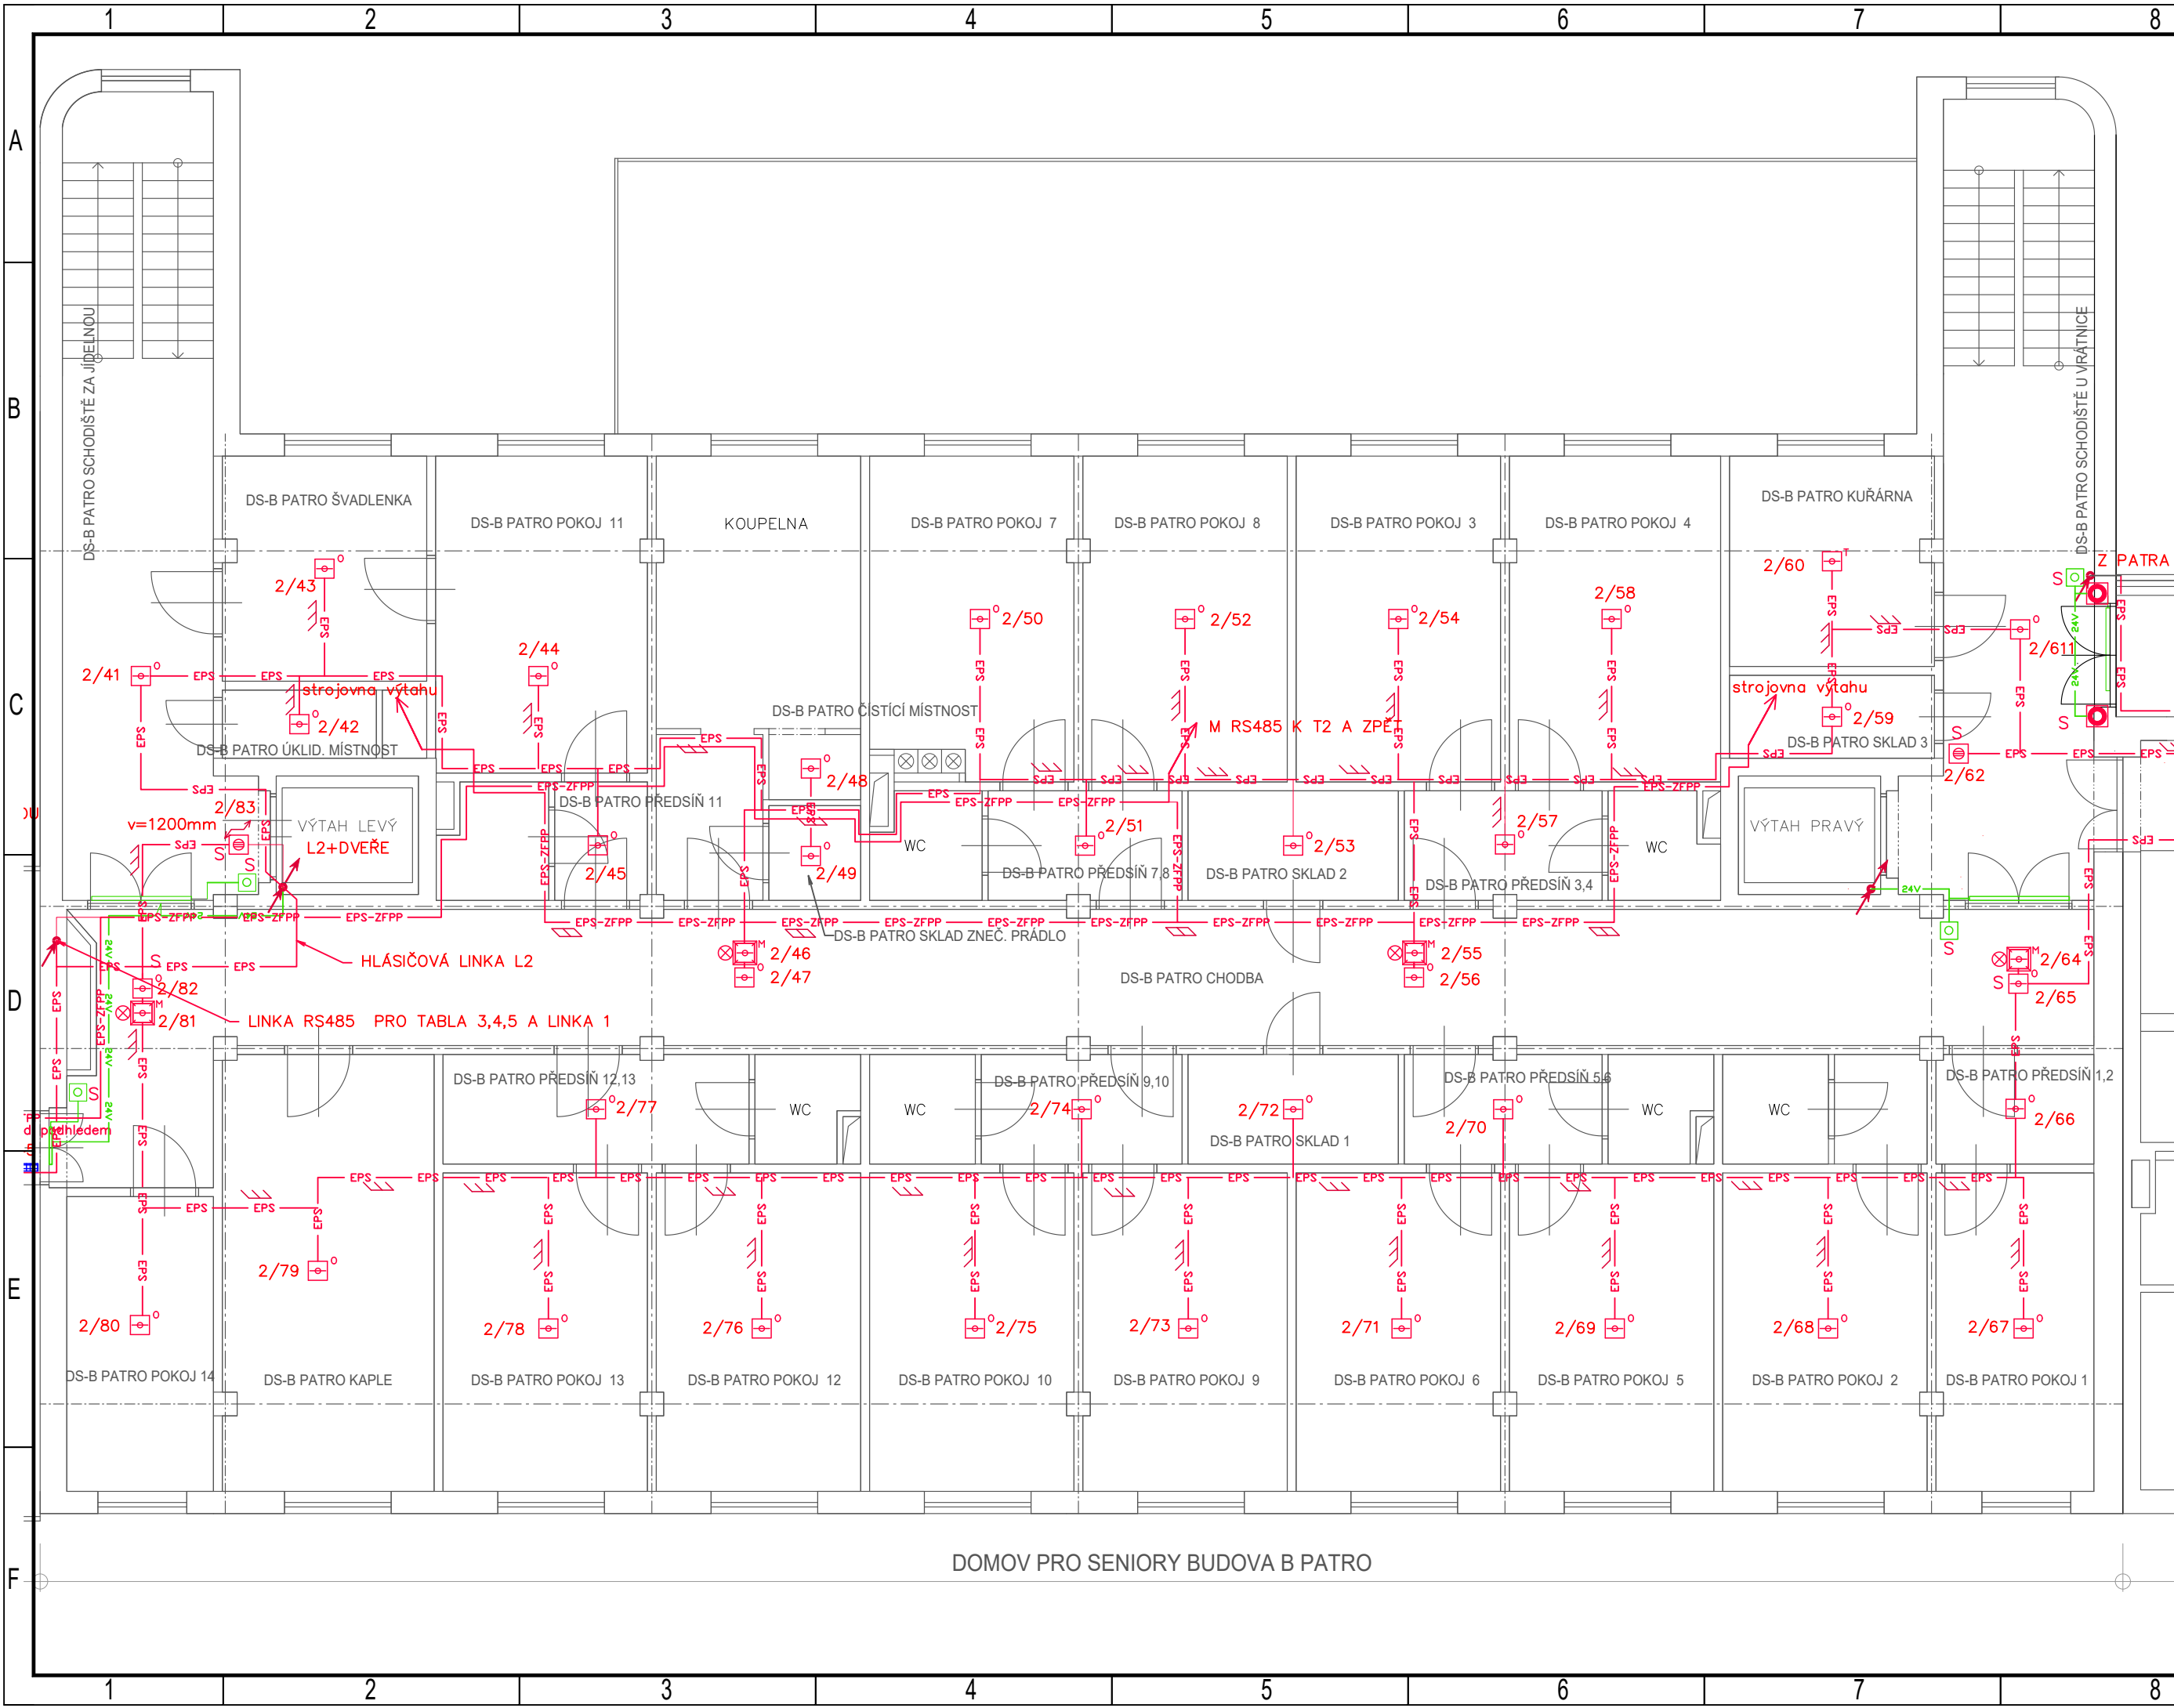 1 2 3 4 5 6 7 8
A
B
C
D
E
F
DS-B PATRO SCHODIŠTĚ ZA JÍDELNOU
DS-B PATRO SCHODIŠTĚ U VRÁTNICE
DS-B PATRO ŠVADLENKA
DS-B PATRO POKOJ 11
KOUPELNA
DS-B PATRO POKOJ 7
DS-B PATRO POKOJ 8
DS-B PATRO POKOJ 3
DS-B PATRO POKOJ 4
DS-B PATRO KUŘÁRNA
Z PATRA
2/43
2/60
2/58
2/50
2/52
2/54
2/611
2/41
2/44
strojovna výtahu
strojovna výtahu
2/42
DS-B PATRO ČISTÍCÍ MÍSTNOST
M RS485 K T2 A ZPĚT
2/59
DS-B PATRO ÚKLID. MÍSTNOST
DS-B PATRO SKLAD 3
2/62
2/48
DS-B PATRO PŘEDSÍŇ 11
2/83
v=1200mm
VÝTAH LEVÝ
L2+DVEŘE
VÝTAH PRAVÝ
2/51
2/57
WC
2/53
WC
2/45
2/49
DS-B PATRO PŘEDSÍŇ 7,8
DS-B PATRO SKLAD 2
DS-B PATRO PŘEDSÍŇ 3,4
DS-B PATRO SKLAD ZNEČ. PRÁDLO
HLÁSIČOVÁ LINKA L2
2/46
2/47
2/55
2/56
2/64
2/65
DS-B PATRO CHODBA
2/82
2/81
LINKA RS485 PRO TABLA 3,4,5 A LINKA 1
DS-B PATRO PŘEDSÍŇ 12,13
DS-B PATRO PŘEDSÍŇ 9,10
DS-B PATRO PŘEDSÍŇ 5,6
DS-B PATRO PŘEDSÍŇ 1,2
2/77
WC
WC
2/74
2/72
2/70
WC
WC
2/66
podhledem
DS-B PATRO SKLAD 1
EPS
EPS-ZFPP
24V
S
2/79
2/80
2/78
2/76
2/75
2/73
2/71
2/69
2/68
2/67
DS-B PATRO POKOJ 14
DS-B PATRO KAPLE
DS-B PATRO POKOJ 13
DS-B PATRO POKOJ 12
DS-B PATRO POKOJ 10
DS-B PATRO POKOJ 9
DS-B PATRO POKOJ 6
DS-B PATRO POKOJ 5
DS-B PATRO POKOJ 2
DS-B PATRO POKOJ 1
DOMOV PRO SENIORY BUDOVA B PATRO
1 2 3 4 5 6 7 8